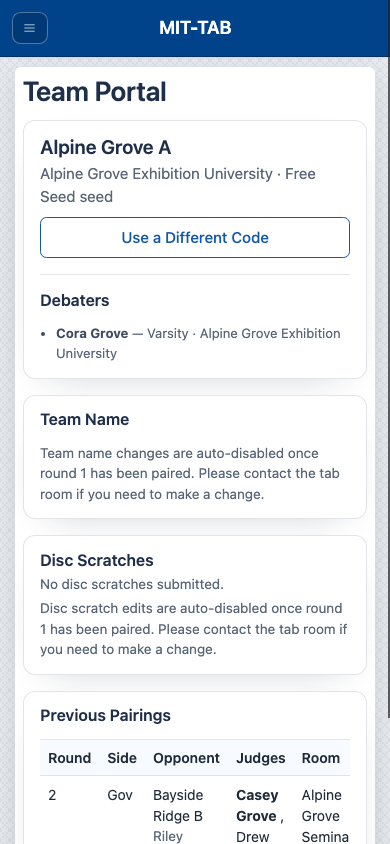 MIT-TAB
Team Portal
Alpine Grove A
Alpine Grove Exhibition University · Free
Seed seed
Use a Different Code
Debaters
• Cora Grove — Varsity · Alpine Grove Exhibition
University
Team Name
Team name changes are auto-disabled once
round 1 has been paired. Please contact the tab
room if you need to make a change.
Disc Scratches
No disc scratches submitted.
Disc scratch edits are auto-disabled once round
1 has been paired. Please contact the tab room if
you need to make a change.
Previous Pairings
Round Side Opponent Judges Room
2 Gov Bayside Casey Alpine
Ridge B Grove , Grove
Riley Drew Semina